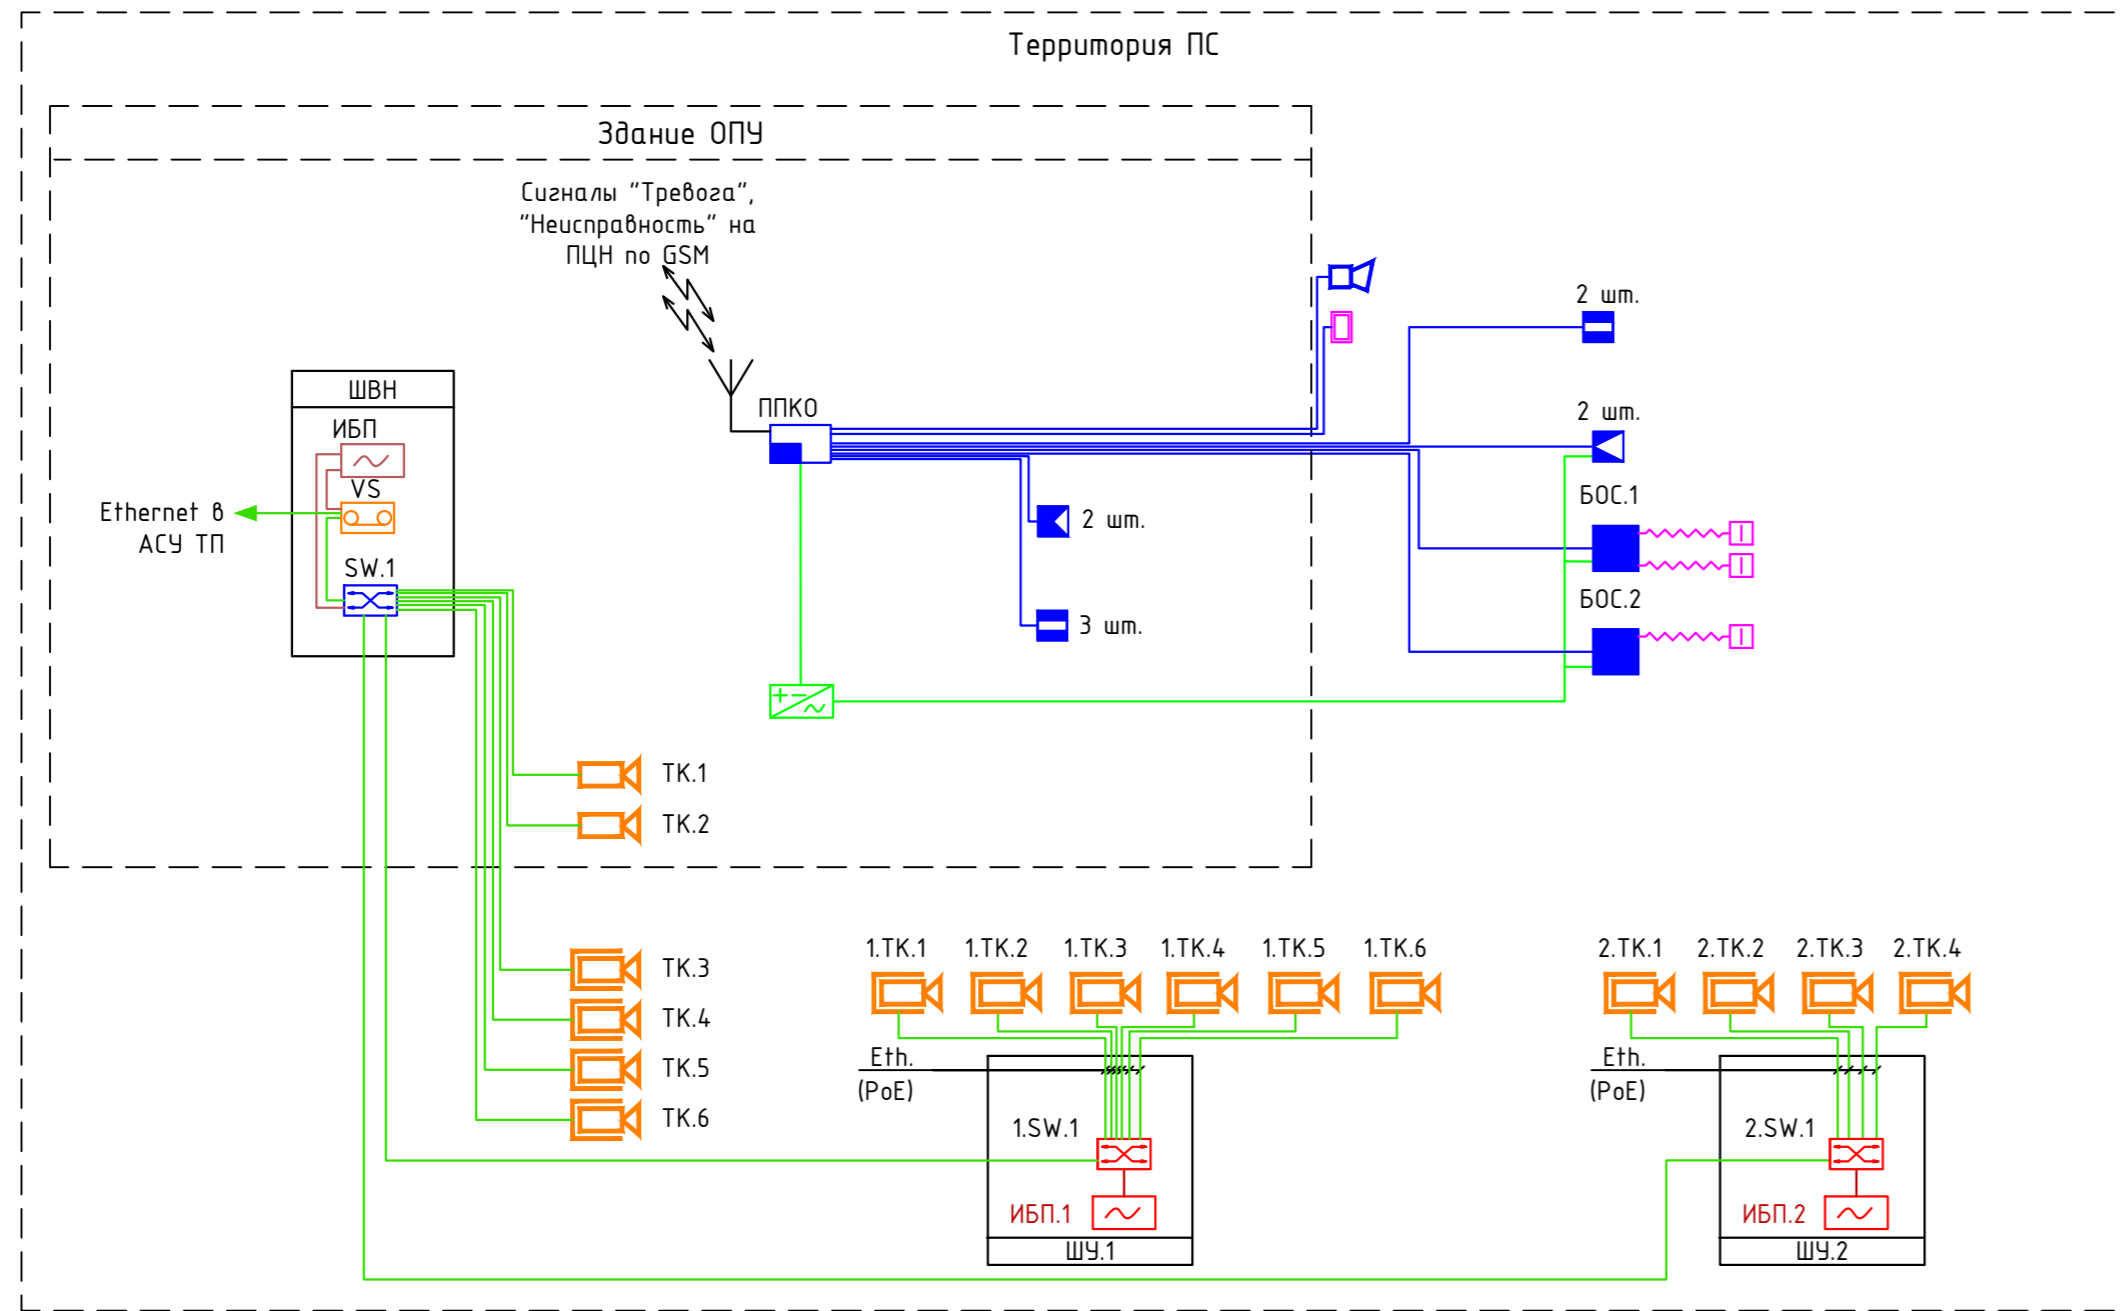 Территория ПС
Здание ОПУ
Сигналы "Тревога",
"Неисправность" на
ПЦН по GSM
2 шт.
ШВН
ППКО
2 шт.
ИБП
VS
БОС.1
Ethernet в
АСУ ТП
2 шт.
SW.1
БОС.2
3 шт.
ТК.1
ТК.2
ТК.3
ТК.4
ТК.5
ТК.6
1.ТК.1 1.ТК.2 1.ТК.3 1.ТК.4 1.ТК.5 1.ТК.6
2.ТК.1 2.ТК.2 2.ТК.3 2.ТК.4
Eth.
(PoE)
1.SW.1
ИБП.1
ШУ.1
Eth.
(PoE)
2.SW.1
ИБП.2
ШУ.2